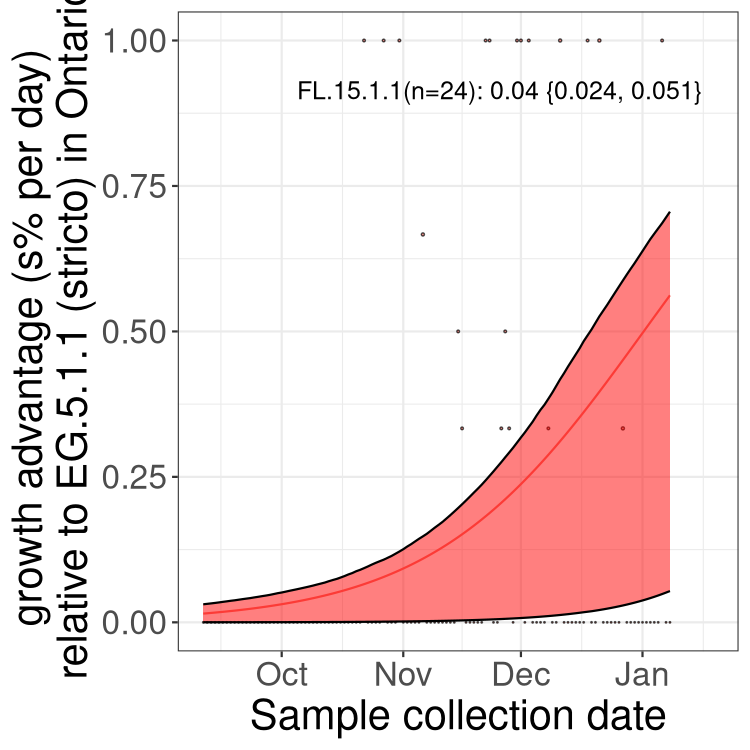 growth advantage (s% per day)
relative to EG.5.1.1 (stricto) in Ontario
1.00
0.75
0.50
0.25
0.00
FL.15.1.1(n=24): 0.04 {0.024, 0.051}
Oct Nov Dec Jan
Sample collection date